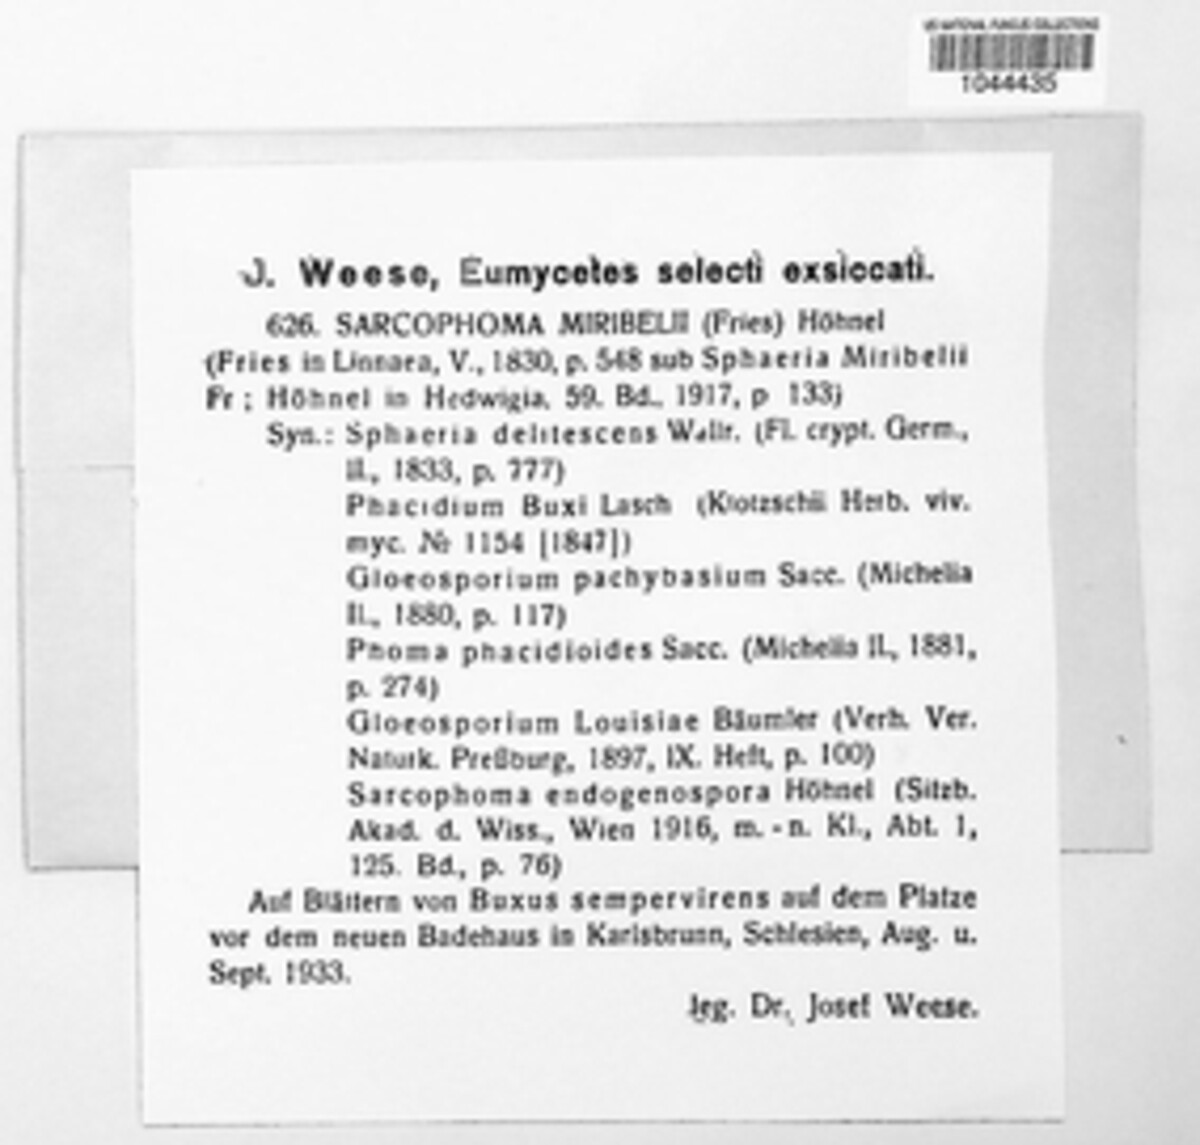 US NATIONAL FUNGUS COLLECTIONS
1044435
J. Weese, Eumycetes selecti exsiccati.
626. SARCOPHOMA MIRIBELII (Fries) Höhnel
(Fries in Linnaea, V., 1830, p. 548 sub Sphaeria Miribelii
Fr ; Höhnel in Hedwigia, 59. Bd., 1917, p 133)
Syn.: Sphaeria delitescens Wallr. (Fl. crypt. Germ.,
II., 1833, p. 777)
Phacidium Buxi Lasch (Klotzschii Herb. viv.
myc. № 1154 [1847])
Gloeosporium pachybasium Sacc. (Michelia
II., 1880, p. 117)
Phoma phacidioides Sacc. (Michelia II., 1881,
p. 274)
Gloeosporium Louisiae Bäumler (Verh. Ver.
Naturk. Preßburg, 1897, IX. Heft, p. 100)
Sarcophoma endogenospora Höhnel (Sitzb.
Akad. d. Wiss., Wien 1916, m.-n. Kl., Abt. 1,
125. Bd., p. 76)
Auf Blättern von Buxus sempervirens auf dem Platze
vor dem neuen Badehaus in Karlsbrunn, Schlesien, Aug. u.
Sept. 1933.
leg. Dr. Josef Weese.